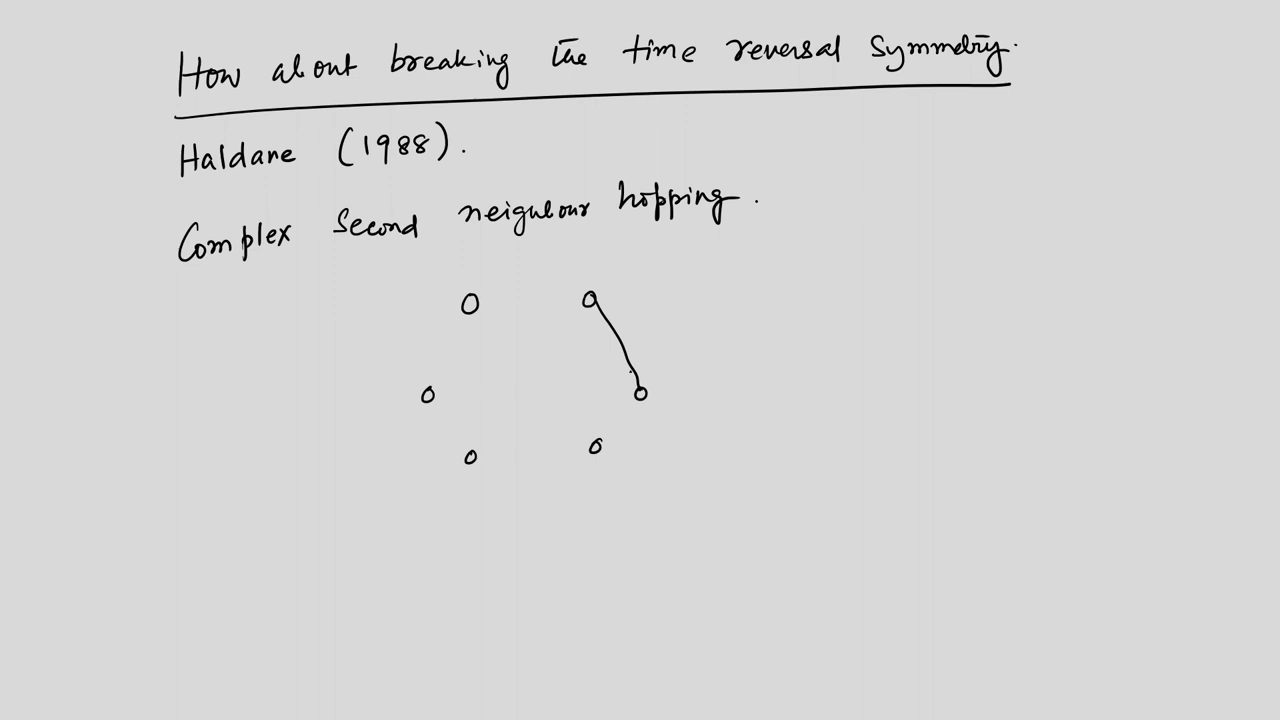 How about breaking the time reversal symmetry.
Haldane (1988).
Complex second neighbour hopping.